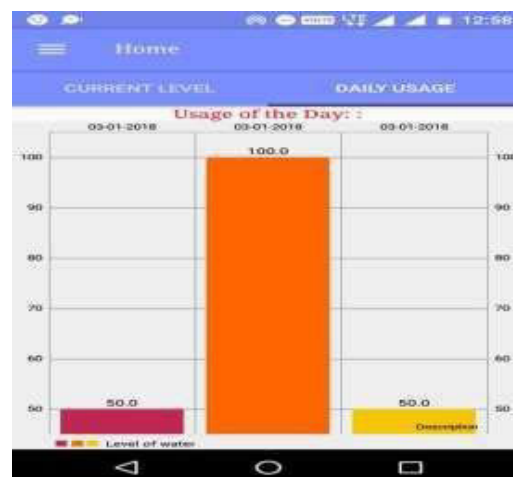 12:58
Home
CURRENT LEVEL DAILY USAGE
Usage of the Day: :
03-01-2018 03-01-2018 03-01-2018
100.0
100 100
90 90
80 80
70 70
60 60
50.0 50.0
50 50
Description
Level of water